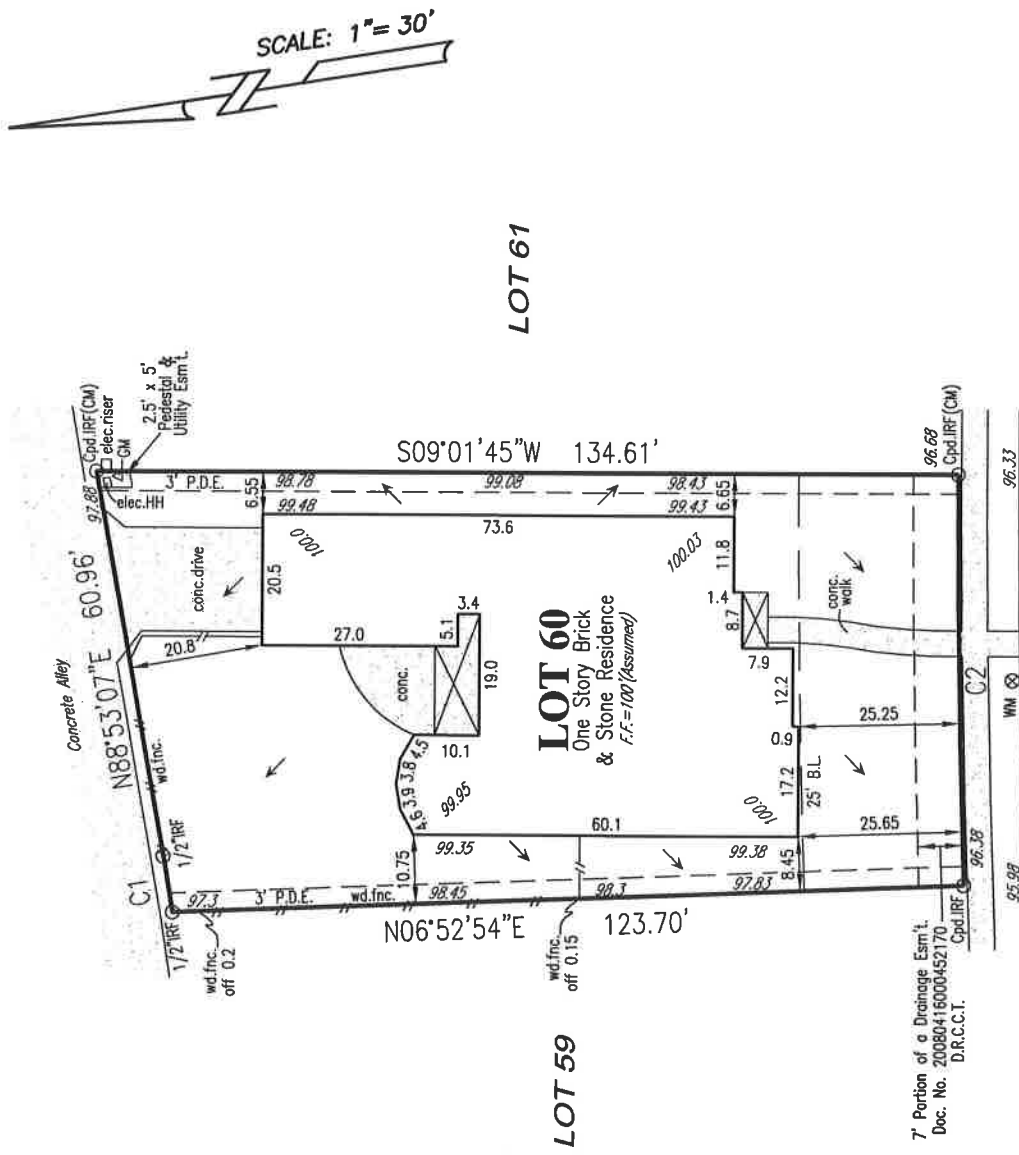 SCALE: 1"= 30'
LOT 61
Concrete Alley
N88°53'07"E 60.96'
97.88
Cpd.IRF(CM)
elec.riser
GM
2.5' x 5'
Pedestal &
Utility Esm't.
elec.HH
3' P.D.E.
S09°01'45"W 134.61'
98.78
99.08
98.43
6.55
99.48
99.43
6.65
73.6
100.0
100.03
conc.drive
20.5
11.8
20.8'
wd.fnc.
27.0
3.4
5.1
1.4
8.7
conc.
19.0
10.1
7.9
12.2
0.9
LOT 60
One Story Brick
& Stone Residence
F.F.=100'(Assumed)
conc.
walk
4.6 3.9 3.8 4.5
99.95
100.0
17.2
25' B.L.
25.25
25.65
60.1
C1
1/2"IRF
1/2"IRF
97.3
3' P.D.E.
wd.fnc.
10.75
99.35
98.45
98.3
99.38
97.83
8.45
N06°52'54"E 123.70'
wd.fnc.
off 0.2
wd.fnc.
off 0.15
LOT 59
7' Portion of a Drainage Esm't.
Doc. No. 20080416000452170
D.R.C.C.T.
Cpd.IRF
96.38
95.98
C2
WM
96.68
Cpd.IRF(CM)
96.33